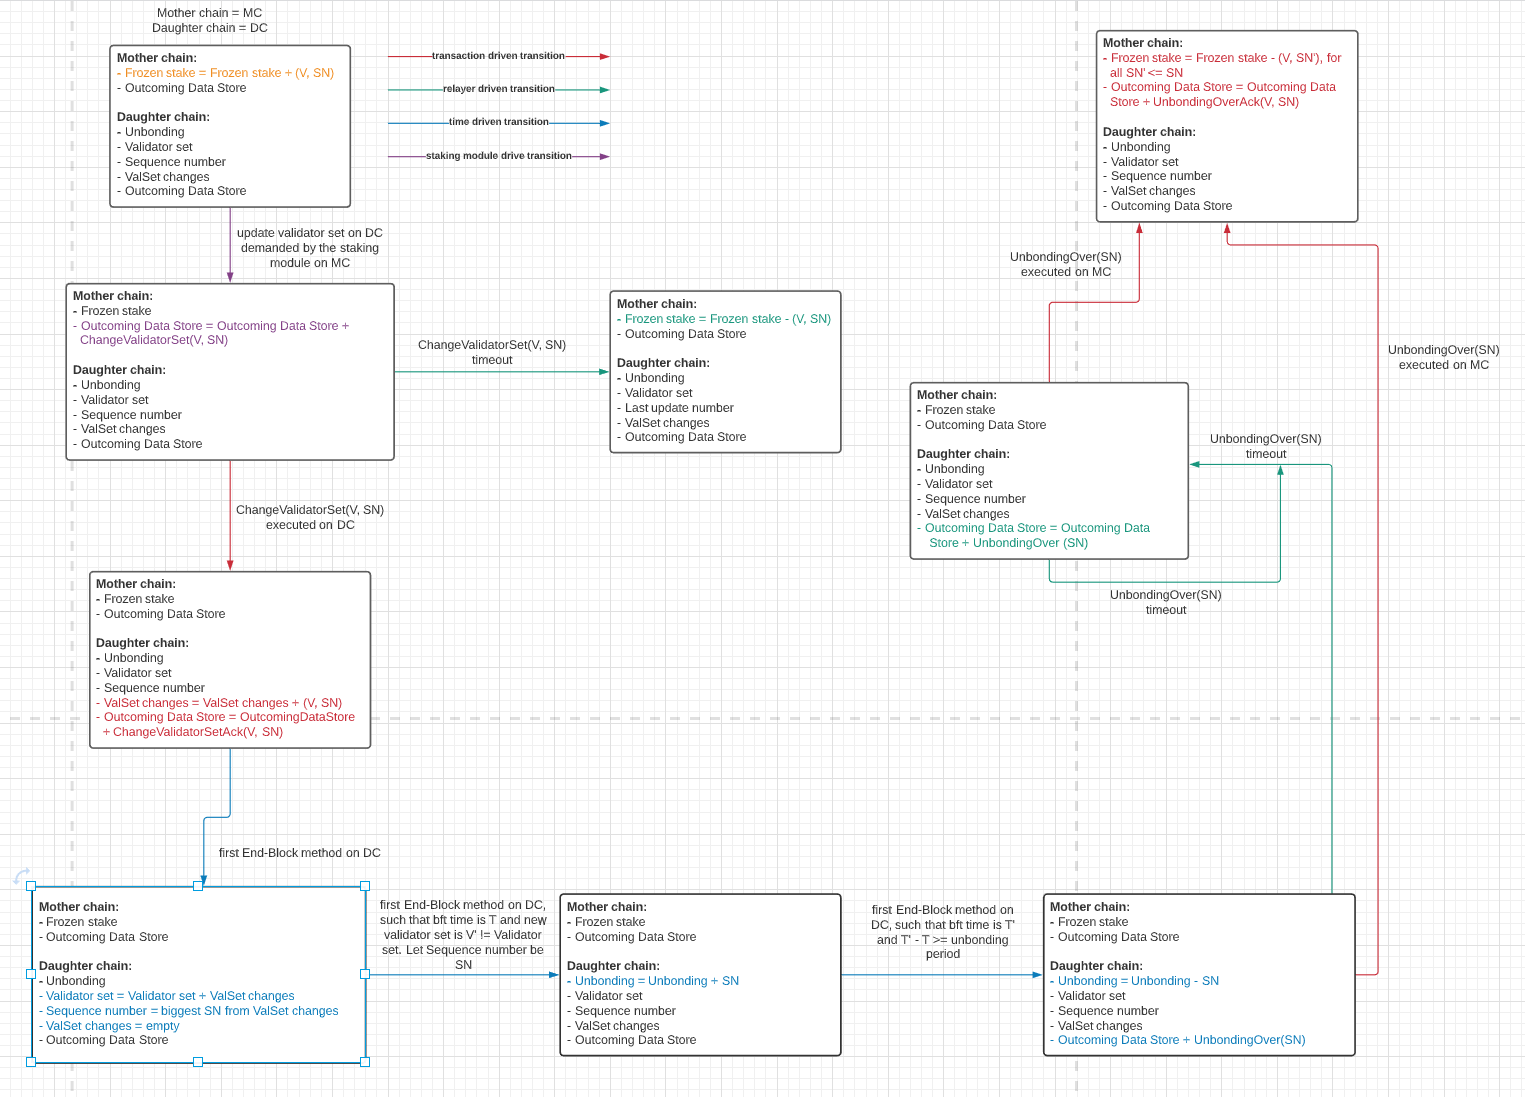 Mother chain = MC
Daughter chain = DC
Mother chain:
- Frozen stake = Frozen stake + (V, SN)
- Outcoming Data Store
Daughter chain:
- Unbonding
- Validator set
- Sequence number
- ValSet changes
- Outcoming Data Store
transaction driven transition
relayer driven transition
time driven transition
staking module drive transition
update validator set on DC
demanded by the staking
module on MC
Mother chain:
- Frozen stake
- Outcoming Data Store = Outcoming Data Store +
ChangeValidatorSet(V, SN)
Daughter chain:
- Unbonding
- Validator set
- Sequence number
- ValSet changes
- Outcoming Data Store
ChangeValidatorSet(V, SN)
timeout
Mother chain:
- Frozen stake = Frozen stake - (V, SN)
- Outcoming Data Store
Daughter chain:
- Unbonding
- Validator set
- Last update number
- ValSet changes
- Outcoming Data Store
ChangeValidatorSet(V, SN)
executed on DC
Mother chain:
- Frozen stake
- Outcoming Data Store
Daughter chain:
- Unbonding
- Validator set
- Sequence number
- ValSet changes = ValSet changes + (V, SN)
- Outcoming Data Store = OutcomingDataStore
+ ChangeValidatorSetAck(V, SN)
first End-Block method on DC
Mother chain:
- Frozen stake
- Outcoming Data Store
Daughter chain:
- Unbonding
- Validator set = Validator set + ValSet changes
- Sequence number = biggest SN from ValSet changes
- ValSet changes = empty
- Outcoming Data Store
first End-Block method on DC,
such that bft time is T and new
validator set is V' != Validator
set. Let Sequence number be
SN
Mother chain:
- Frozen stake
- Outcoming Data Store
Daughter chain:
- Unbonding = Unbonding + SN
- Validator set
- Sequence number
- ValSet changes
- Outcoming Data Store
first End-Block method on
DC, such that bft time is T'
and T' - T >= unbonding
period
Mother chain:
- Frozen stake
- Outcoming Data Store
Daughter chain:
- Unbonding = Unbonding - SN
- Validator set
- Sequence number
- ValSet changes
- Outcoming Data Store + UnbondingOver(SN)
UnbondingOver(SN)
timeout
Mother chain:
- Frozen stake
- Outcoming Data Store
Daughter chain:
- Unbonding
- Validator set
- Sequence number
- ValSet changes
- Outcoming Data Store = Outcoming Data
Store + UnbondingOver (SN)
UnbondingOver(SN)
timeout
UnbondingOver(SN)
executed on MC
UnbondingOver(SN)
executed on MC
Mother chain:
- Frozen stake = Frozen stake - (V, SN'), for
all SN' <= SN
- Outcoming Data Store = Outcoming Data
Store + UnbondingOverAck(V, SN)
Daughter chain:
- Unbonding
- Validator set
- Sequence number
- ValSet changes
- Outcoming Data Store